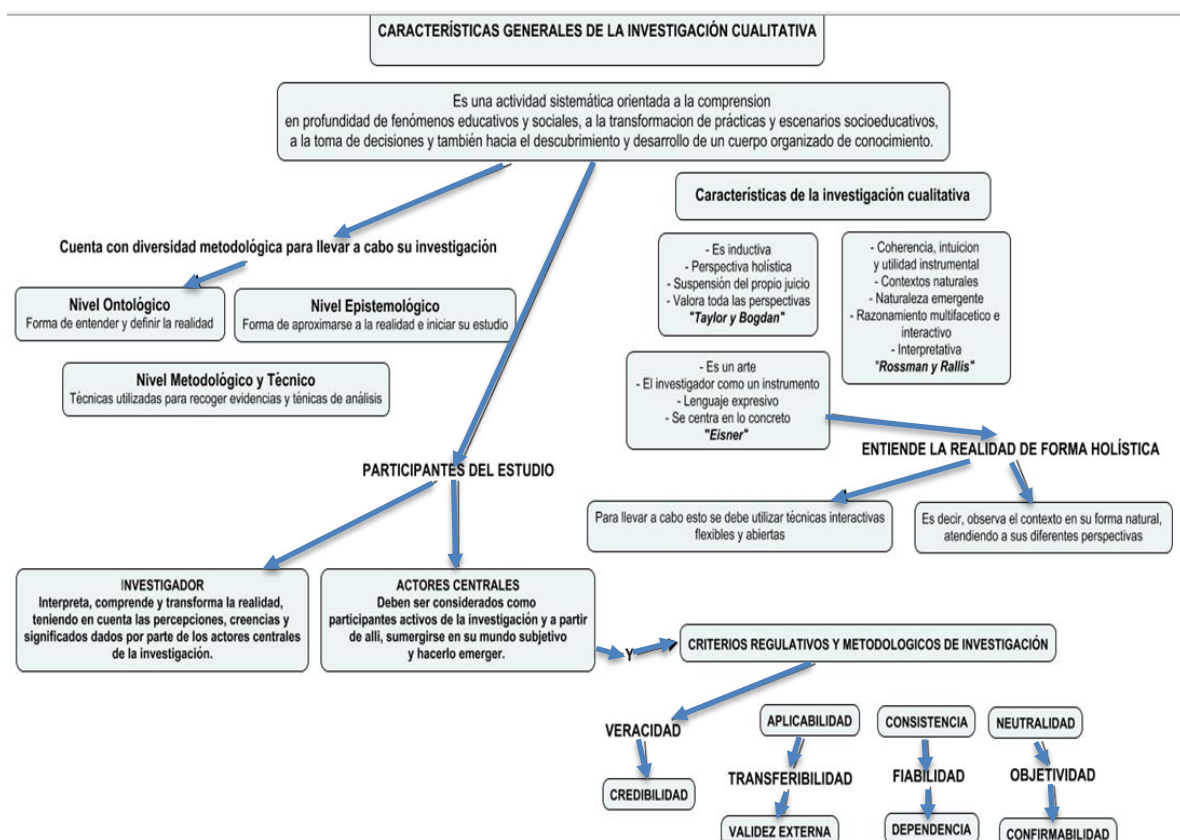 CARACTERÍSTICAS GENERALES DE LA INVESTIGACIÓN CUALITATIVA
Es una actividad sistemática orientada a la comprension
en profundidad de fenómenos educativos y sociales, a la transformacion de prácticas y escenarios socioeducativos,
a la toma de decisiones y también hacia el descubrimiento y desarrollo de un cuerpo organizado de conocimiento.
Cuenta con diversidad metodológica para llevar a cabo su investigación
Nivel Ontológico
Forma de entender y definir la realidad
Nivel Epistemológico
Forma de aproximarse a la realidad e iniciar su estudio
Nivel Metodológico y Técnico
Técnicas utilizadas para recoger evidencias y ténicas de análisis
Características de la investigación cualitativa
- Es inductiva
- Perspectiva holística
- Suspensión del propio juicio
- Valora toda las perspectivas
"Taylor y Bogdan"
- Coherencia, intuicion
y utilidad instrumental
- Contextos naturales
- Naturaleza emergente
- Razonamiento multifacetico e
interactivo
- Interpretativa
"Rossman y Rallis"
- Es un arte
- El investigador como un instrumento
- Lenguaje expresivo
- Se centra en lo concreto
"Eisner"
ENTIENDE LA REALIDAD DE FORMA HOLÍSTICA
Para llevar a cabo esto se debe utilizar técnicas interactivas
flexibles y abiertas
Es decir, observa el contexto en su forma natural,
atendiendo a sus diferentes perspectivas
PARTICIPANTES DEL ESTUDIO
INVESTIGADOR
Interpreta, comprende y transforma la realidad,
teniendo en cuenta las percepciones, creencias y
significados dados por parte de los actores centrales
de la investigación.
ACTORES CENTRALES
Deben ser considerados como
participantes activos de la investigación y a partir
de alli, sumergirse en su mundo subjetivo
y hacerlo emerger.
Y
CRITERIOS REGULATIVOS Y METODOLOGICOS DE INVESTIGACIÓN
VERACIDAD
CREDIBILIDAD
APLICABILIDAD
TRANSFERIBILIDAD
VALIDEZ EXTERNA
CONSISTENCIA
FIABILIDAD
DEPENDENCIA
NEUTRALIDAD
OBJETIVIDAD
CONFIRMABILIDAD